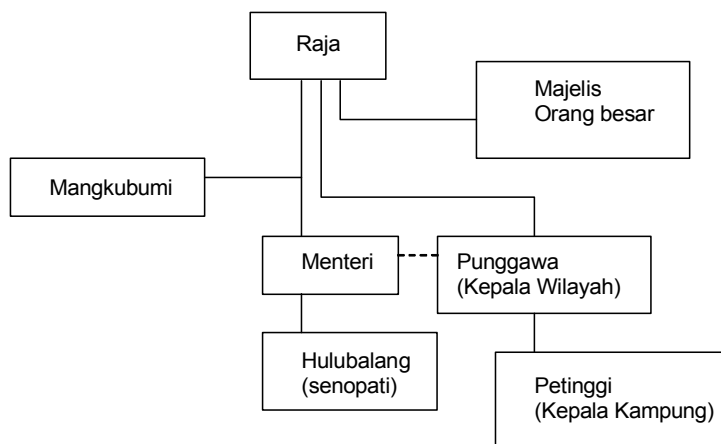 Raja
Majelis
Orang besar
Mangkubumi
Menteri
Punggawa
(Kepala Wilayah)
Hulubalang
(senopati)
Petinggi
(Kepala Kampung)